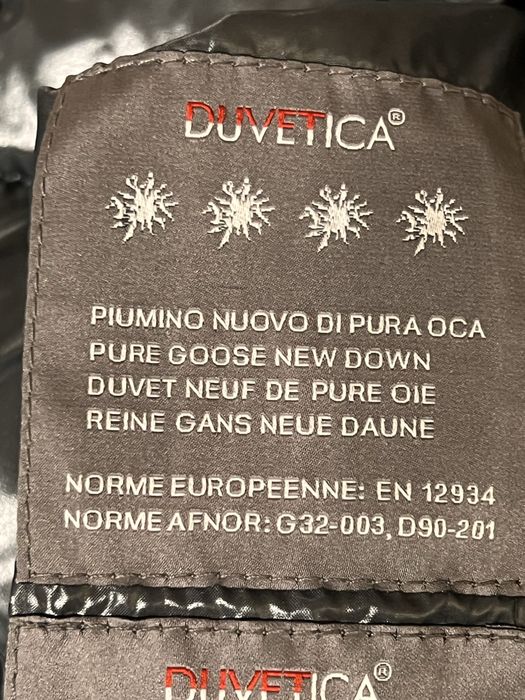 DUVETICA®
PIUMINO NUOVO DI PURA OCA
PURE GOOSE NEW DOWN
DUVET NEUF DE PURE OIE
REINE GANS NEUE DAUNE
NORME EUROPEENNE: EN 12934
NORME AFNOR: G32-003, D90-201
DUVETICA®